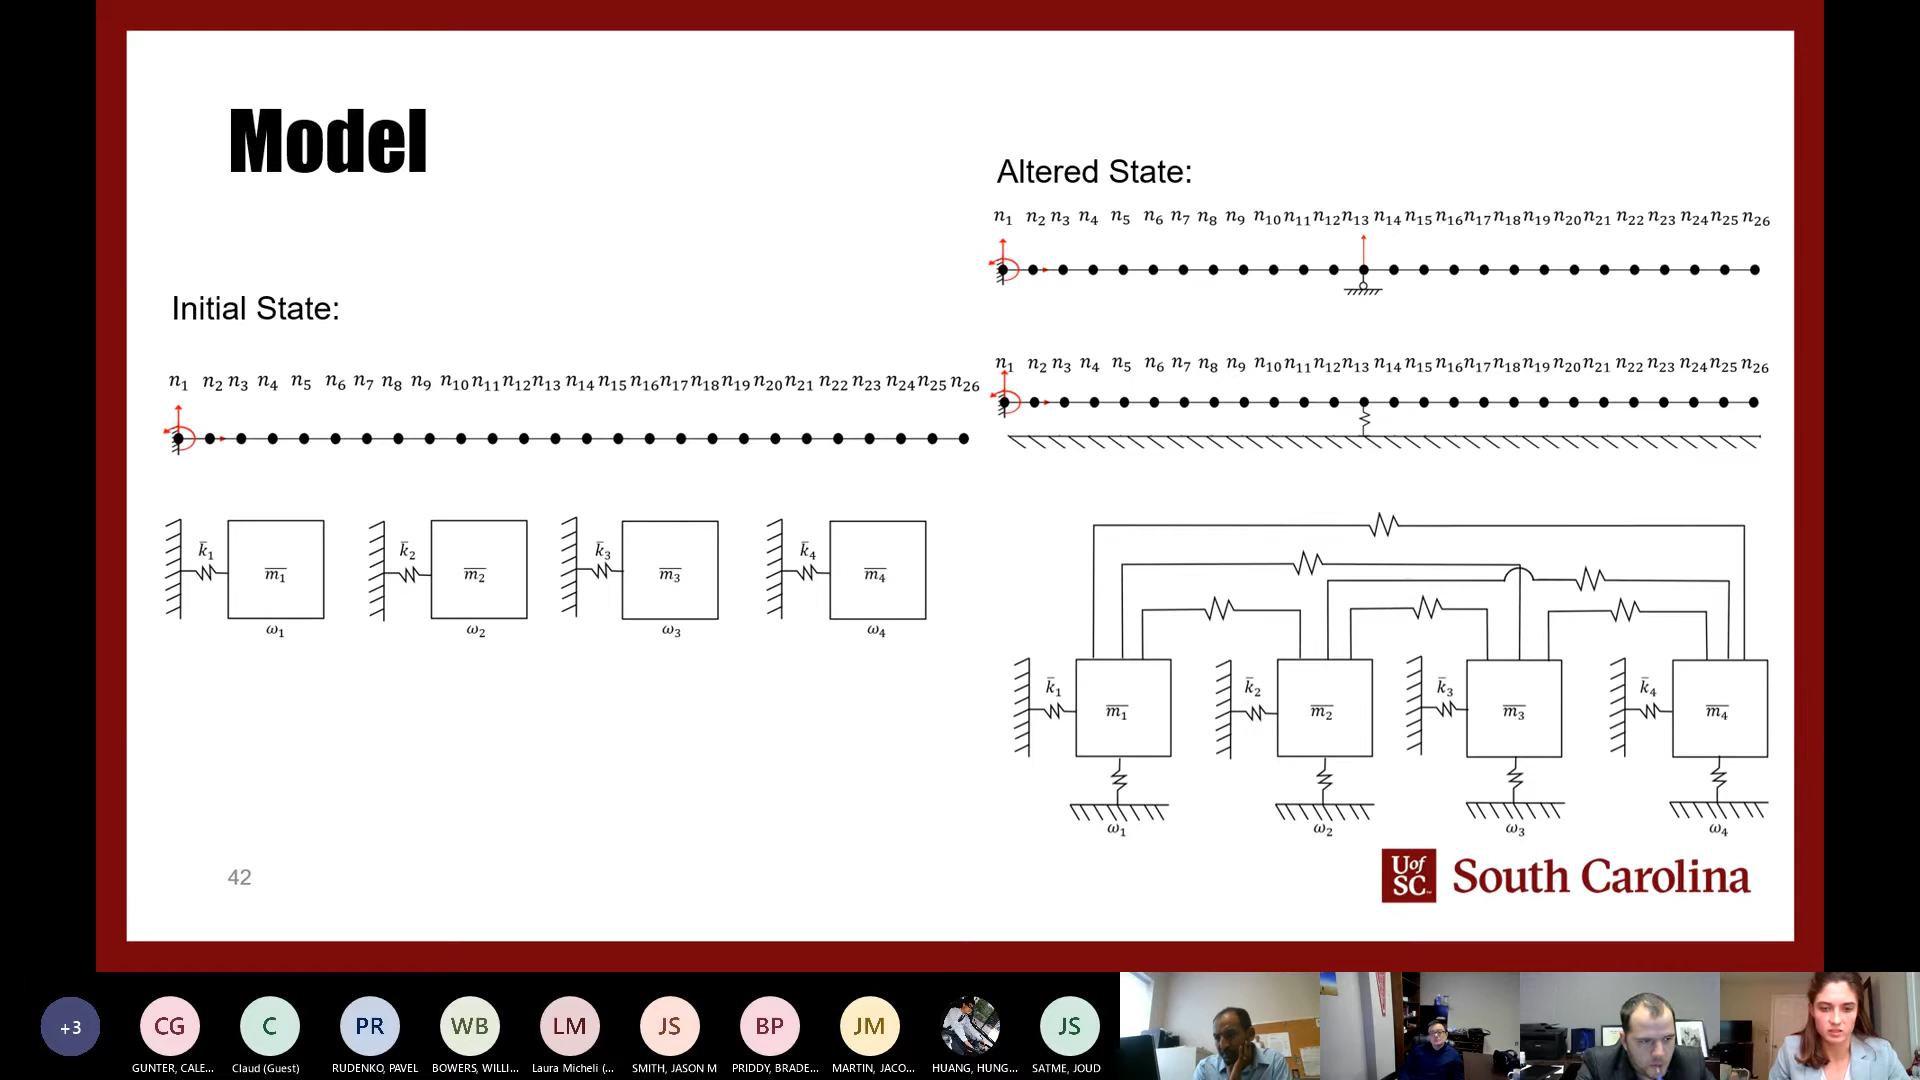 Model
Altered State:
n₁ n₂ n₃ n₄ n₅ n₆ n₇ n₈ n₉ n₁₀ n₁₁ n₁₂ n₁₃ n₁₄ n₁₅ n₁₆ n₁₇ n₁₈ n₁₉ n₂₀ n₂₁ n₂₂ n₂₃ n₂₄ n₂₅ n₂₆
n₁ n₂ n₃ n₄ n₅ n₆ n₇ n₈ n₉ n₁₀ n₁₁ n₁₂ n₁₃ n₁₄ n₁₅ n₁₆ n₁₇ n₁₈ n₁₉ n₂₀ n₂₁ n₂₂ n₂₃ n₂₄ n₂₅ n₂₆
Initial State:
n₁ n₂ n₃ n₄ n₅ n₆ n₇ n₈ n₉ n₁₀ n₁₁ n₁₂ n₁₃ n₁₄ n₁₅ n₁₆ n₁₇ n₁₈ n₁₉ n₂₀ n₂₁ n₂₂ n₂₃ n₂₄ n₂₅ n₂₆
k̄₁ k̄₂ k̄₃ k̄₄
m̄₁ m̄₂ m̄₃ m̄₄
ω₁ ω₂ ω₃ ω₄
k̄₁ k̄₂ k̄₃ k̄₄
m̄₁ m̄₂ m̄₃ m̄₄
ω₁ ω₂ ω₃ ω₄
42
UofSC South Carolina
+3 CG C PR WB LM JS BP JM JS
GUNTER, CALE... Claud (Guest) RUDENKO, PAVEL BOWERS, WILLI... Laura Micheli (... SMITH, JASON M PRIDDY, BRADE... MARTIN, JACO... HUANG, HUNG... SATME, JOUD